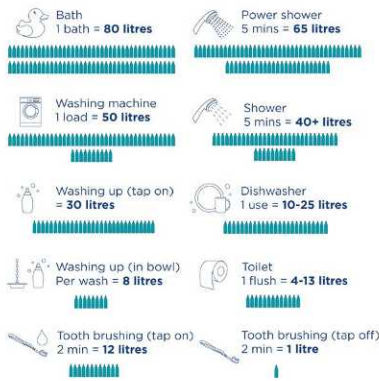 Bath
1 bath = 80 litres
Power shower
5 mins = 65 litres
Washing machine
1 load = 50 litres
Shower
5 mins = 40+ litres
Washing up (tap on)
= 30 litres
Dishwasher
1 use = 10-25 litres
Washing up (in bowl)
Per wash = 8 litres
Toilet
1 flush = 4-13 litres
Tooth brushing (tap on)
2 min = 12 litres
Tooth brushing (tap off)
2 min = 1 litre